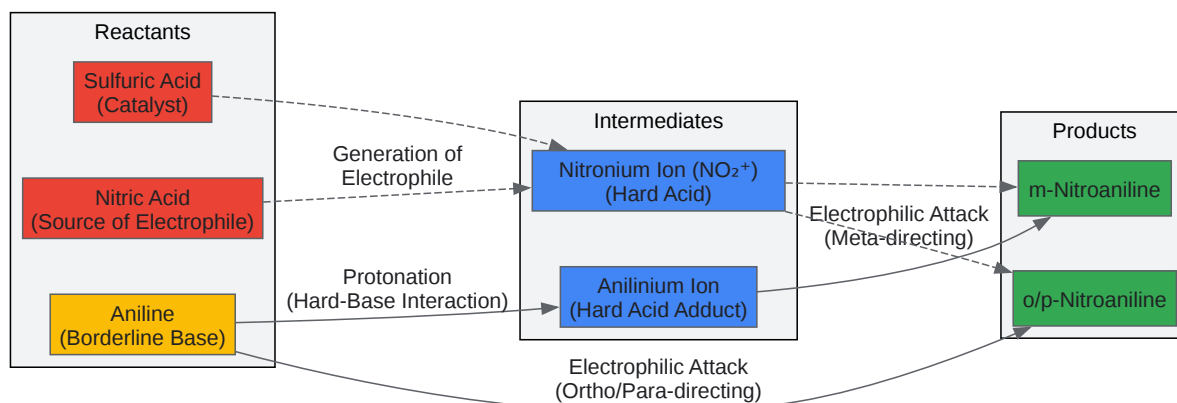 Reactants
Sulfuric Acid
(Catalyst)
Nitric Acid
(Source of Electrophile)
Aniline
(Borderline Base)
Generation of
Electrophile
Protonation
(Hard-Base Interaction)
Intermediates
Nitronium Ion (NO₂⁺)
(Hard Acid)
Anilinium Ion
(Hard Acid Adduct)
Electrophilic Attack
(Meta-directing)
Electrophilic Attack
(Ortho/Para-directing)
Products
m-Nitroaniline
o/p-Nitroaniline